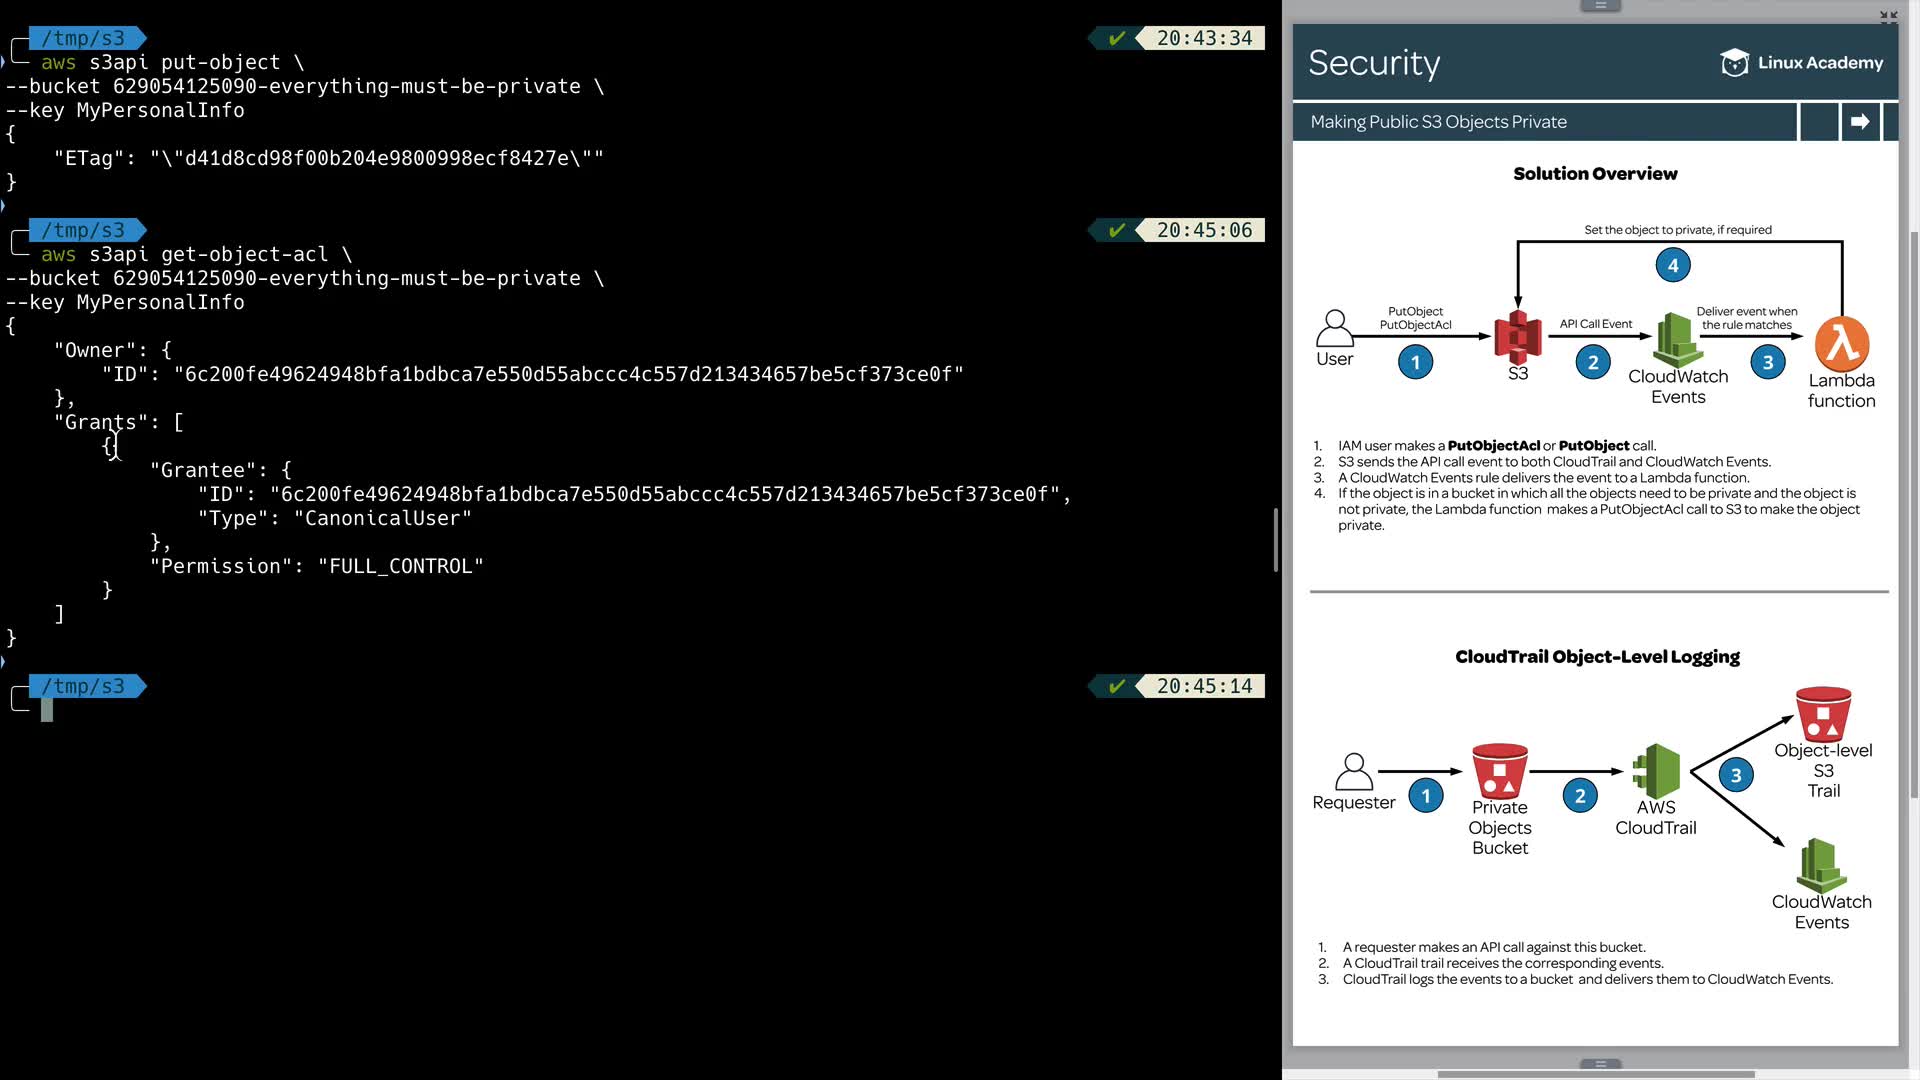 /tmp/s3
✔ 20:43:34
aws s3api put-object \
--bucket 629054125090-everything-must-be-private \
--key MyPersonalInfo
{
"ETag": "\"d41d8cd98f00b204e9800998ecf8427e\""
}
/tmp/s3
✔ 20:45:06
aws s3api get-object-acl \
--bucket 629054125090-everything-must-be-private \
--key MyPersonalInfo
{
"Owner": {
"ID": "6c200fe49624948bfa1bdbca7e550d55abccc4c557d213434657be5cf373ce0f"
},
"Grants": [
{
"Grantee": {
"ID": "6c200fe49624948bfa1bdbca7e550d55abccc4c557d213434657be5cf373ce0f",
"Type": "CanonicalUser"
},
"Permission": "FULL_CONTROL"
}
]
}
/tmp/s3
✔ 20:45:14
Security
Linux Academy
Making Public S3 Objects Private
Solution Overview
Set the object to private, if required
4
PutObject
PutObjectAcl
API Call Event
Deliver event when
the rule matches
User
1
S3
2
CloudWatch
Events
3
Lambda
function
1. IAM user makes a PutObjectAcl or PutObject call.
2. S3 sends the API call event to both CloudTrail and CloudWatch Events.
3. A CloudWatch Events rule delivers the event to a Lambda function.
4. If the object is in a bucket in which all the objects need to be private and the object is
not private, the Lambda function makes a PutObjectAcl call to S3 to make the object
private.
CloudTrail Object-Level Logging
Requester
1
Private
Objects
Bucket
2
AWS
CloudTrail
3
Object-level
S3
Trail
CloudWatch
Events
1. A requester makes an API call against this bucket.
2. A CloudTrail trail receives the corresponding events.
3. CloudTrail logs the events to a bucket and delivers them to CloudWatch Events.